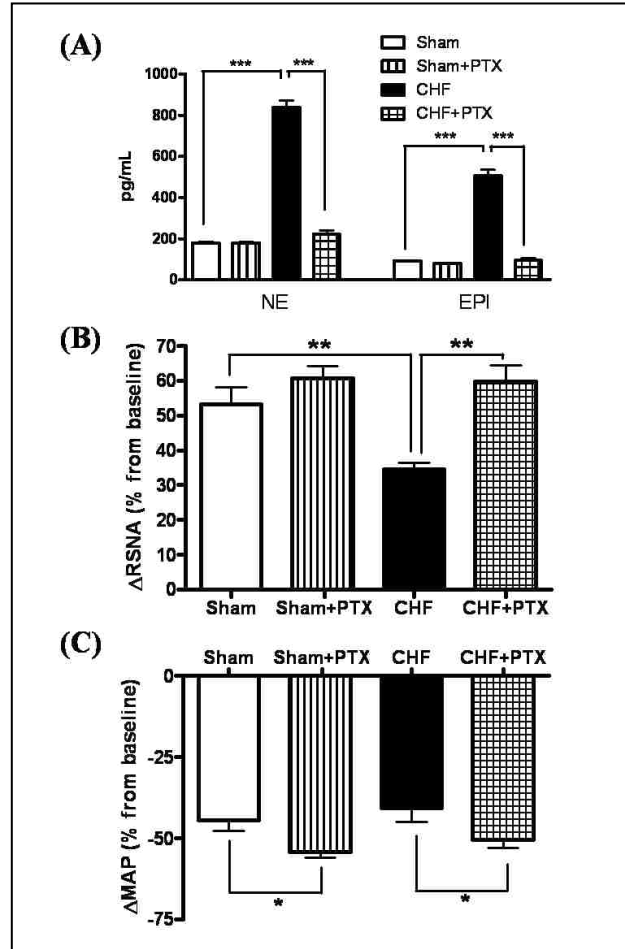 (A)
Sham
Sham+PTX
CHF
CHF+PTX
*** ***
*** ***
pg/mL
1000
800
600
400
200
0
NE EPI
(B)
** **
ΔRSNA (% from baseline)
70
60
50
40
30
20
10
0
Sham Sham+PTX CHF CHF+PTX
(C)
Sham Sham+PTX CHF CHF+PTX
ΔMAP (% from baseline)
0
-25
-50
-75
* *